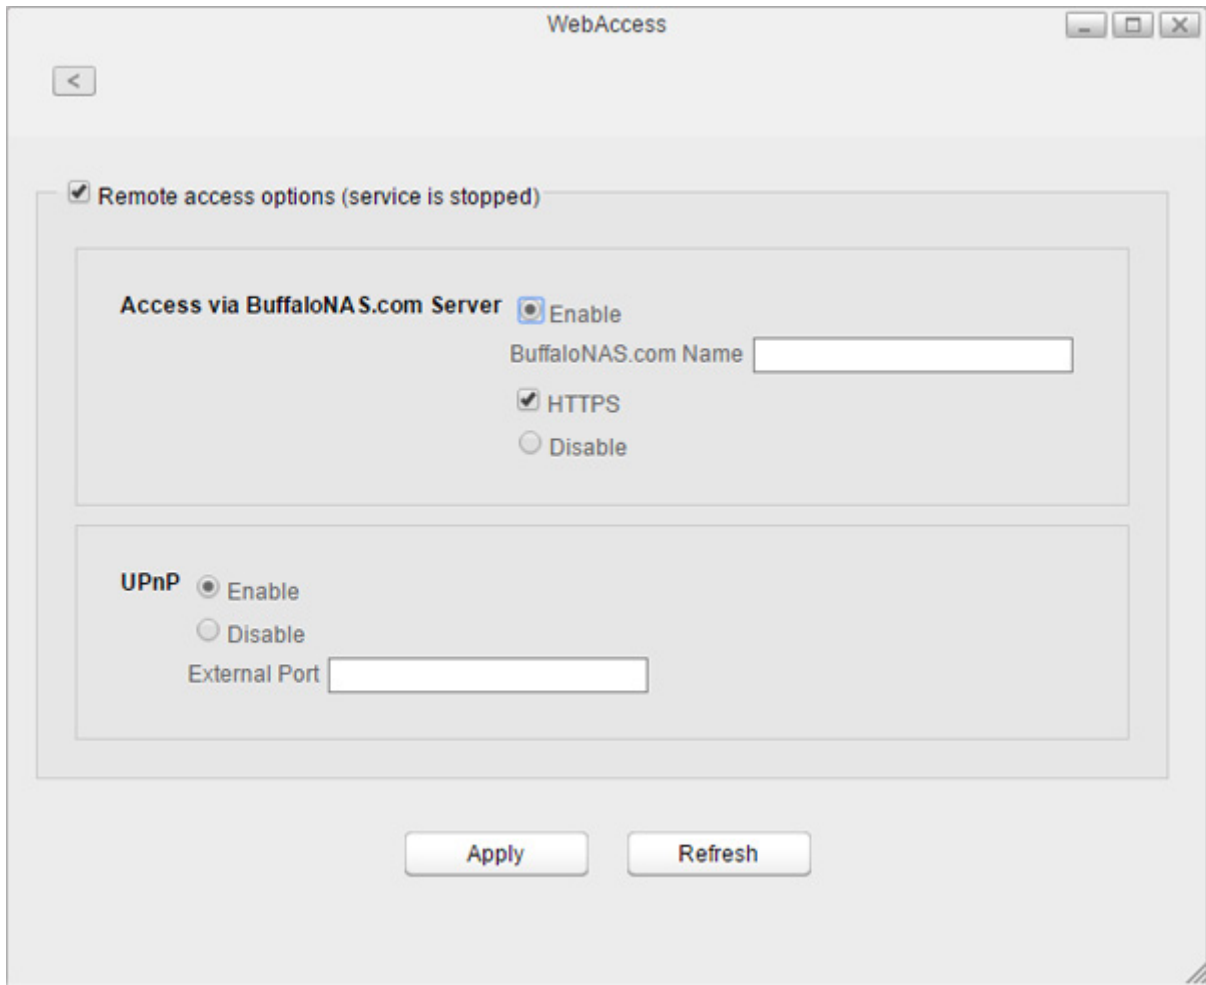 WebAccess
<
Remote access options (service is stopped)
Access via BuffaloNAS.com Server
Enable
BuffaloNAS.com Name
HTTPS
Disable
UPnP
Enable
Disable
External Port
Apply
Refresh